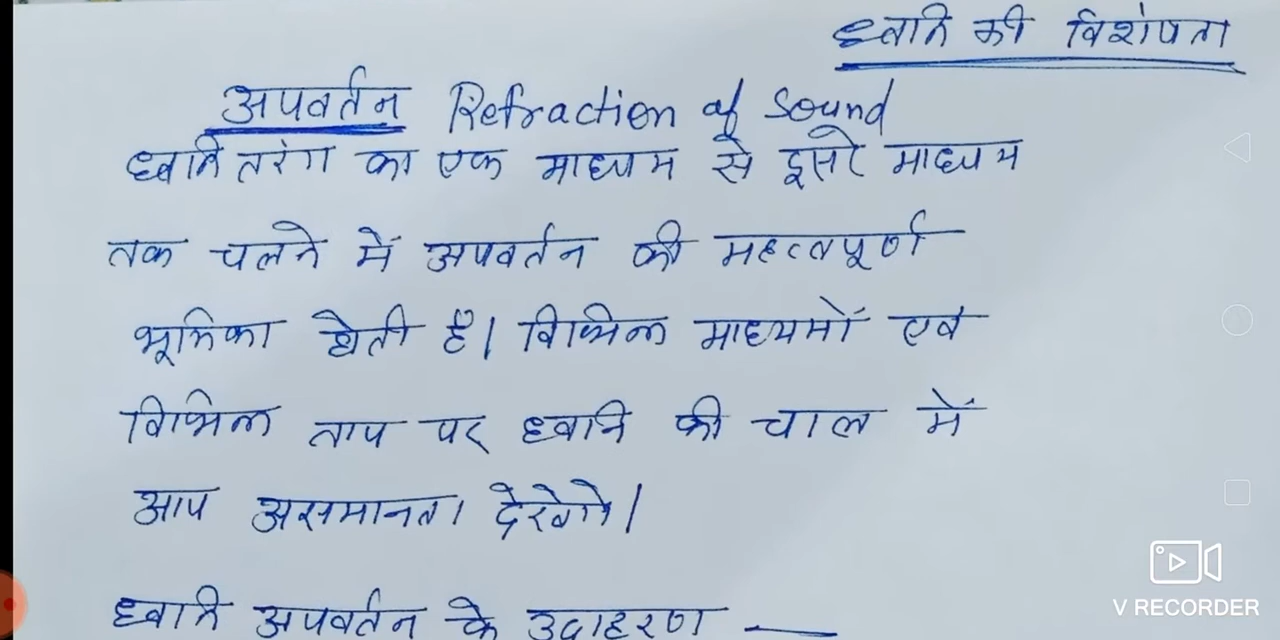 ध्वनि की विशेषता
अपवर्तन Refraction of Sound
ध्वनि तरंग का एक माध्यम से दूसरे माध्यम
तक चलने में अपवर्तन की महत्वपूर्ण
भूमिका होती है। विभिन्न माध्यमों एवं
विभिन्न ताप पर ध्वनि की चाल में
आप असमानता देखेगे।
ध्वनि अपवर्तन के उदाहरण —
V RECORDER